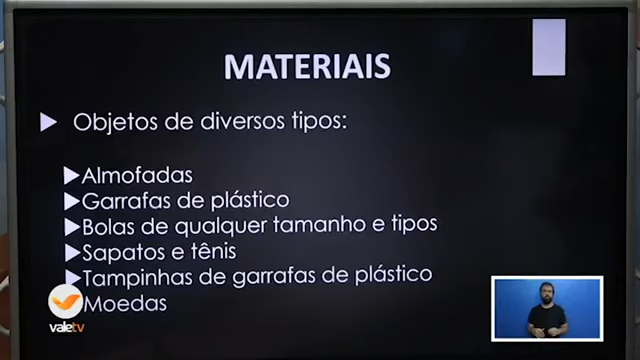 MATERIAIS
Objetos de diversos tipos:
Almofadas
Garrafas de plástico
Bolas de qualquer tamanho e tipos
Sapatos e tênis
Tampinhas de garrafas de plástico
Moedas
valetv